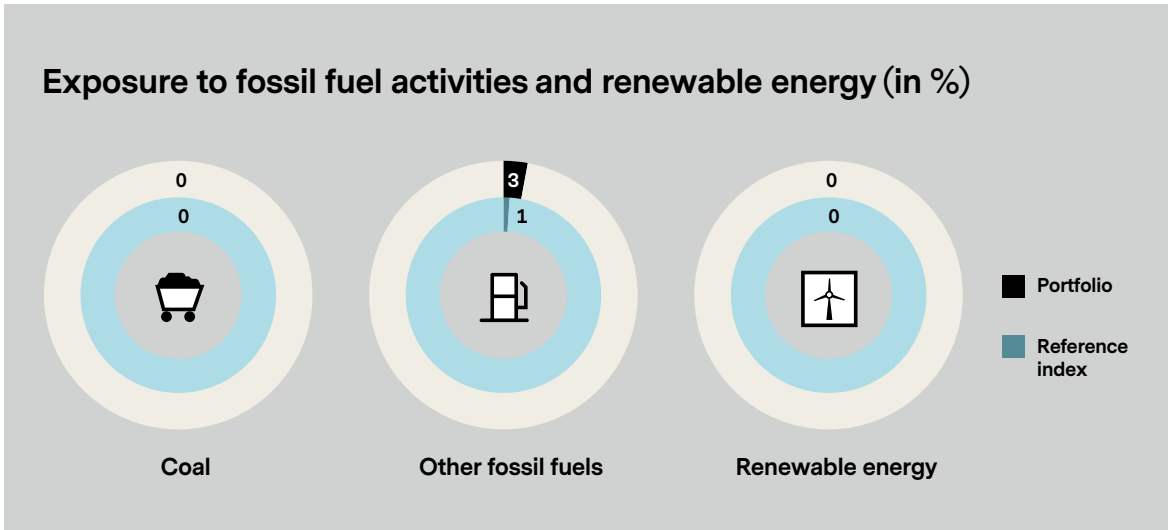 Exposure to fossil fuel activities and renewable energy (in %)
0
0
3
1
0
0
Portfolio
Reference
index
Coal
Other fossil fuels
Renewable energy